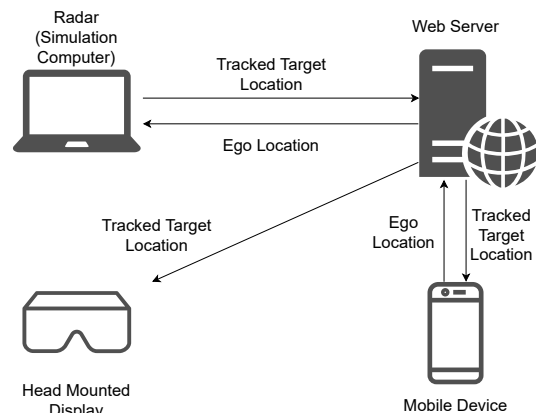 Radar
(Simulation
Computer)
Web Server
Tracked Target
Location
Ego Location
Tracked Target
Location
Ego
Location
Tracked
Target
Location
Head Mounted
Display
Mobile Device